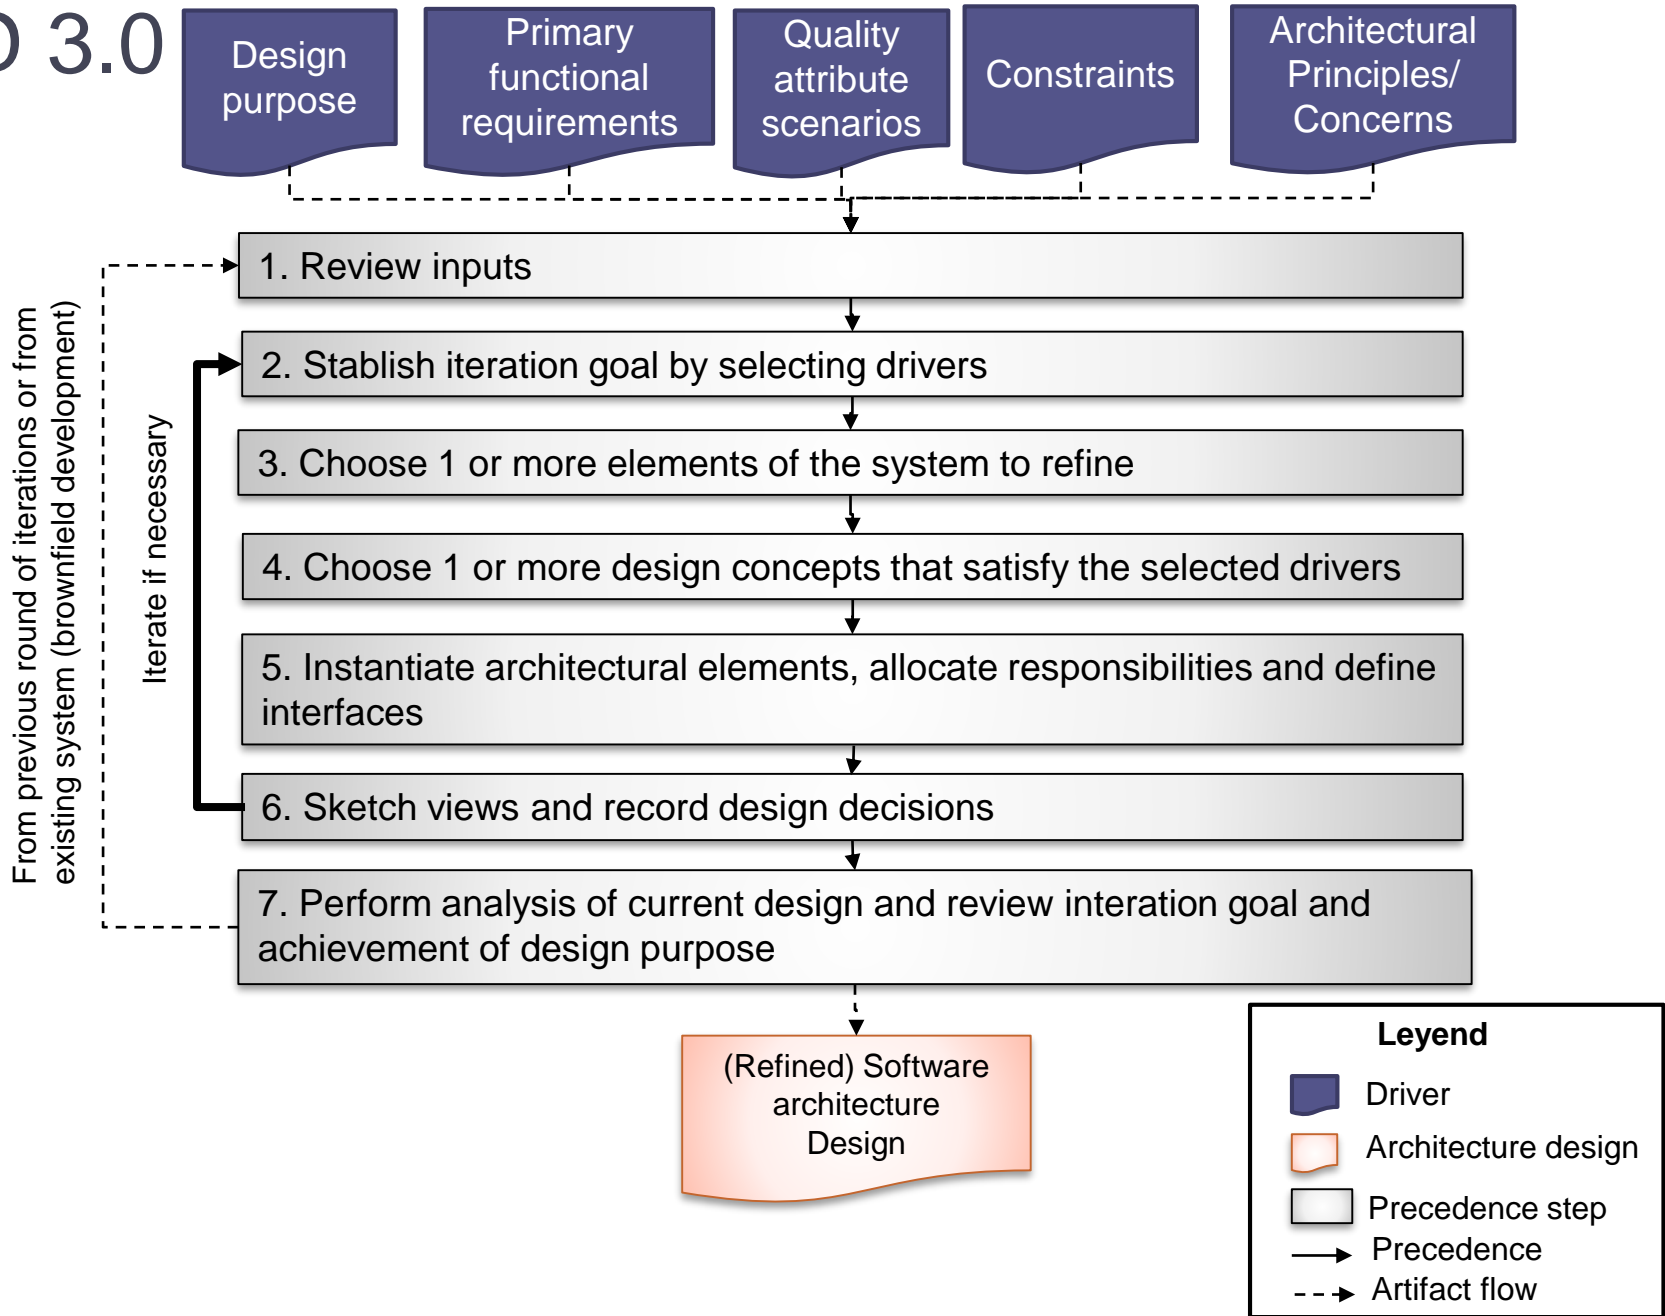 D 3.0
Design
purpose
Primary
functional
requirements
Quality
attribute
scenarios
Constraints
Architectural
Principles/
Concerns
1. Review inputs
2. Stablish iteration goal by selecting drivers
3. Choose 1 or more elements of the system to refine
4. Choose 1 or more design concepts that satisfy the selected drivers
5. Instantiate architectural elements, allocate responsibilities and define
interfaces
6. Sketch views and record design decisions
7. Perform analysis of current design and review interation goal and
achievement of design purpose
From previous round of iterations or from
existing system (brownfield development)
Iterate if necessary
(Refined) Software
architecture
Design
Leyend
Driver
Architecture design
Precedence step
Precedence
Artifact flow